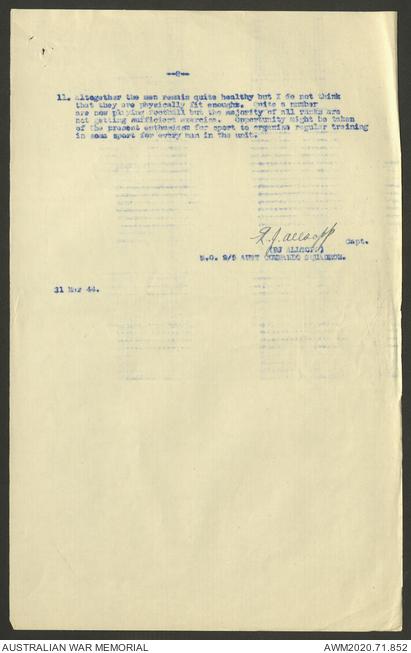 --2--
11. Altogether the men remain quite healthy but I do not think
that they are physically fit enough. Quite a number
are now playing football but the majority of all ranks are
not getting sufficient exercise. Opportunity might be taken
of the present enthusiasm for sport to organise regular training
in some sport for every man in the unit.
R.J. Allsopp
Capt.
(RJ ALLSOPP)
M.O. 2/5 AUST COMMANDO SQUADRON.
31 Mar 44.
AUSTRALIAN WAR MEMORIAL
AWM2020.71.852